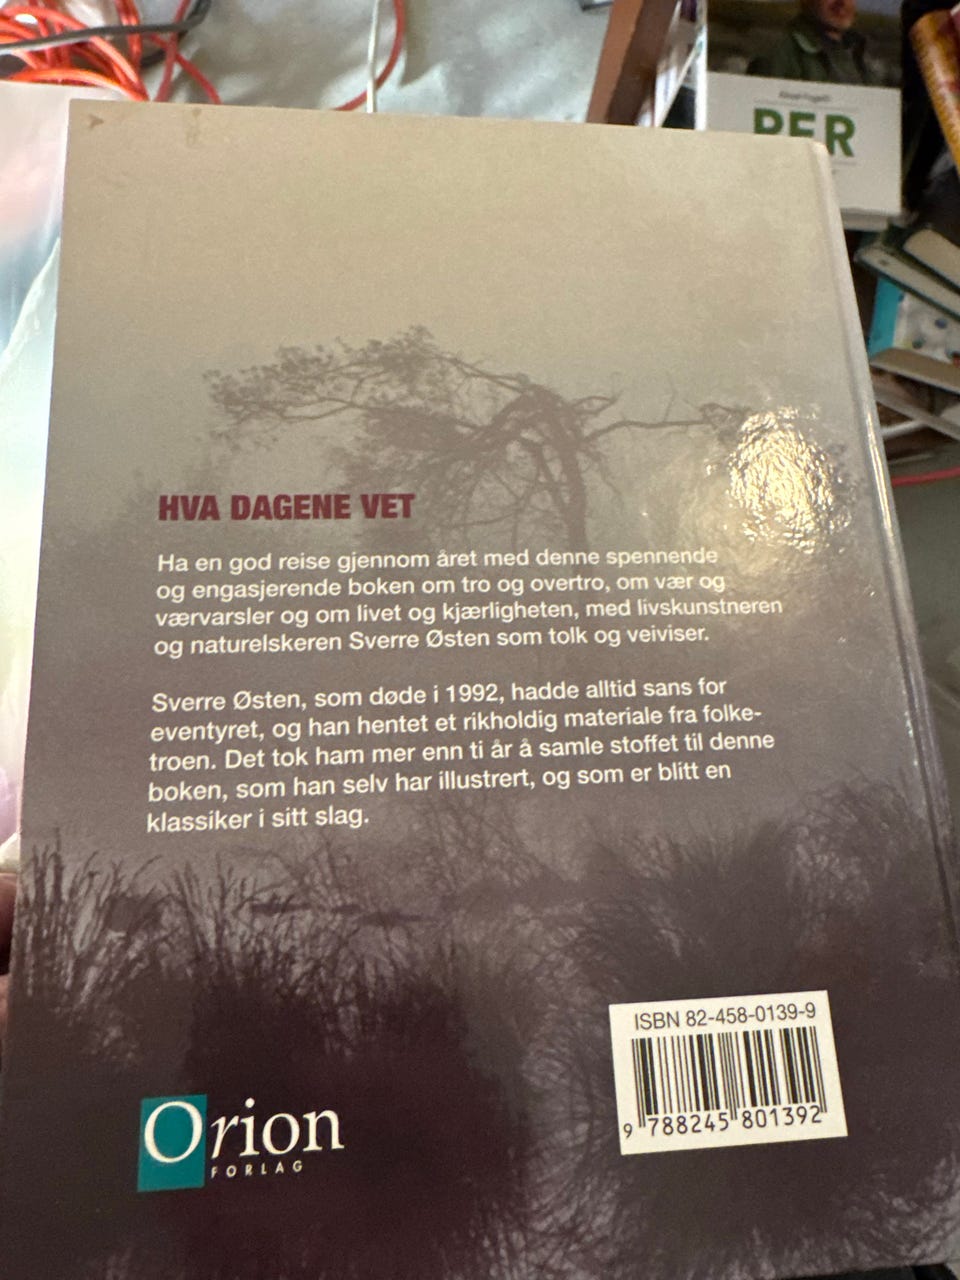 PER
HVA DAGENE VET
Ha en god reise gjennom året med denne spennende
og engasjerende boken om tro og overtro, om vær og
værvarsler og om livet og kjærligheten, med livskunstneren
og naturelskeren Sverre Østen som tolk og veiviser.
Sverre Østen, som døde i 1992, hadde alltid sans for
eventyret, og han hentet et rikholdig materiale fra folke-
troen. Det tok ham mer enn ti år å samle stoffet til denne
boken, som han selv har illustrert, og som er blitt en
klassiker i sitt slag.
ISBN 82-458-0139-9
9 788245 801392
Orion
FORLAG